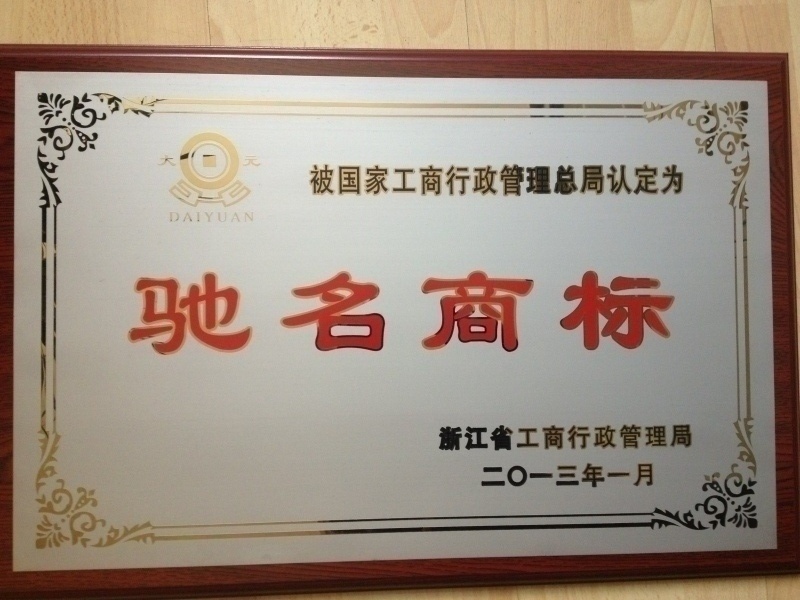 大 元
DAIYUAN
被国家工商行政管理总局认定为
驰名商标
浙江省工商行政管理局
二〇一三年一月